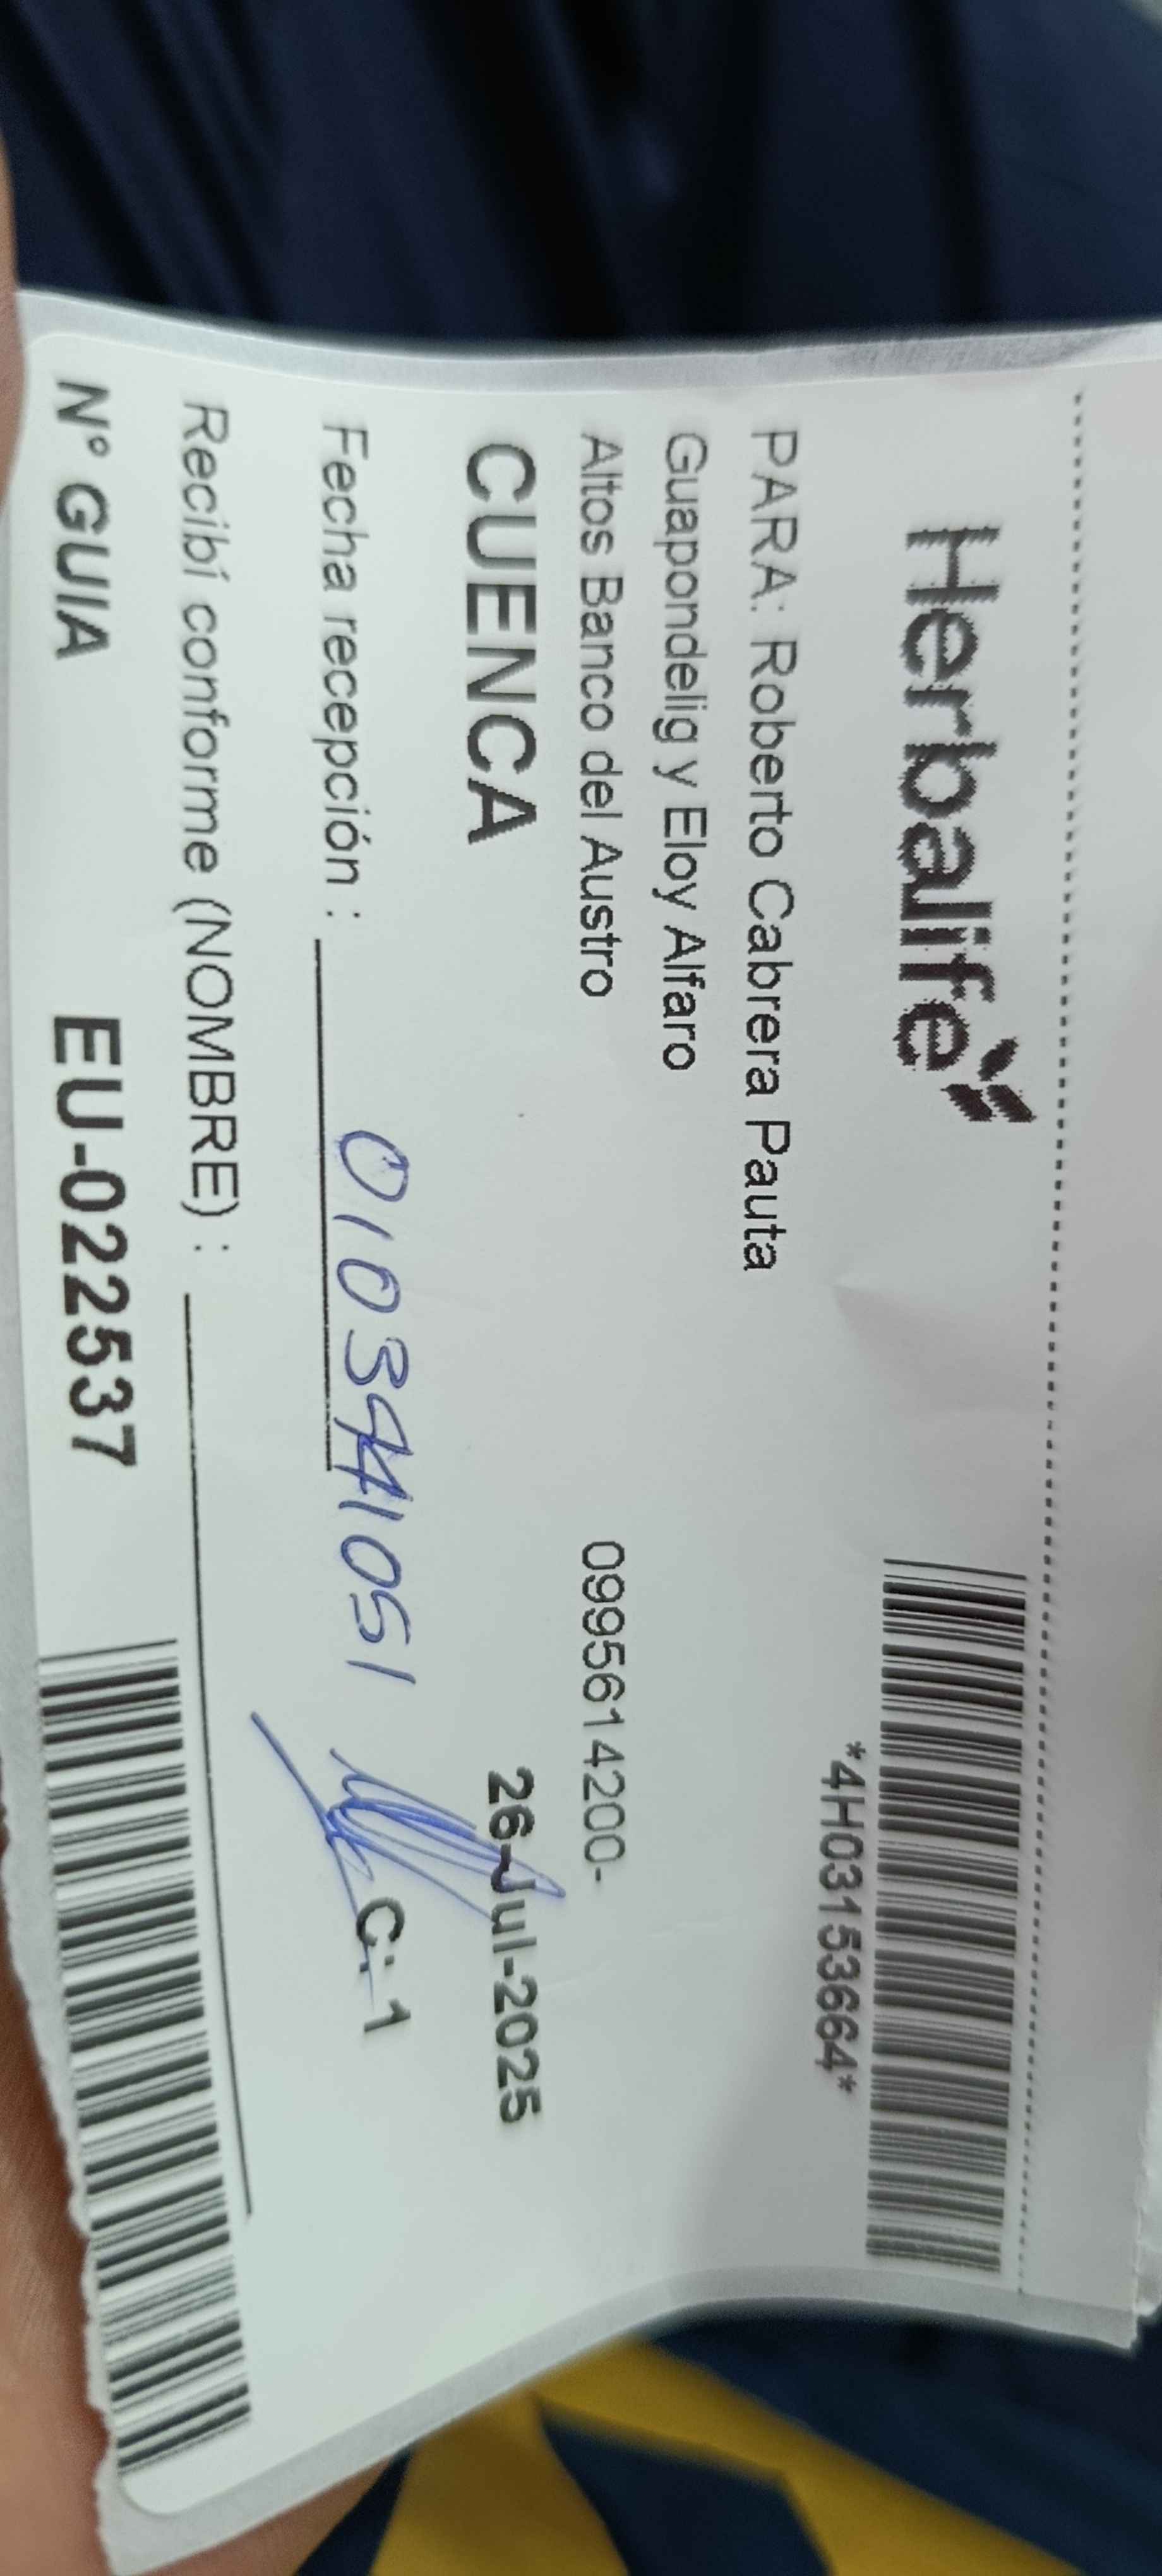 Herbalife
*4H03153664*
PARA: Roberto Cabrera Pauta
Guapondelig y Eloy Alfaro
Altos Banco del Austro
0995614200-
CUENCA
26-Jul-2025
Fecha recepción :
0103941051
C: 1
Recibí conforme (NOMBRE) :
Nº GUIA
EU-022537